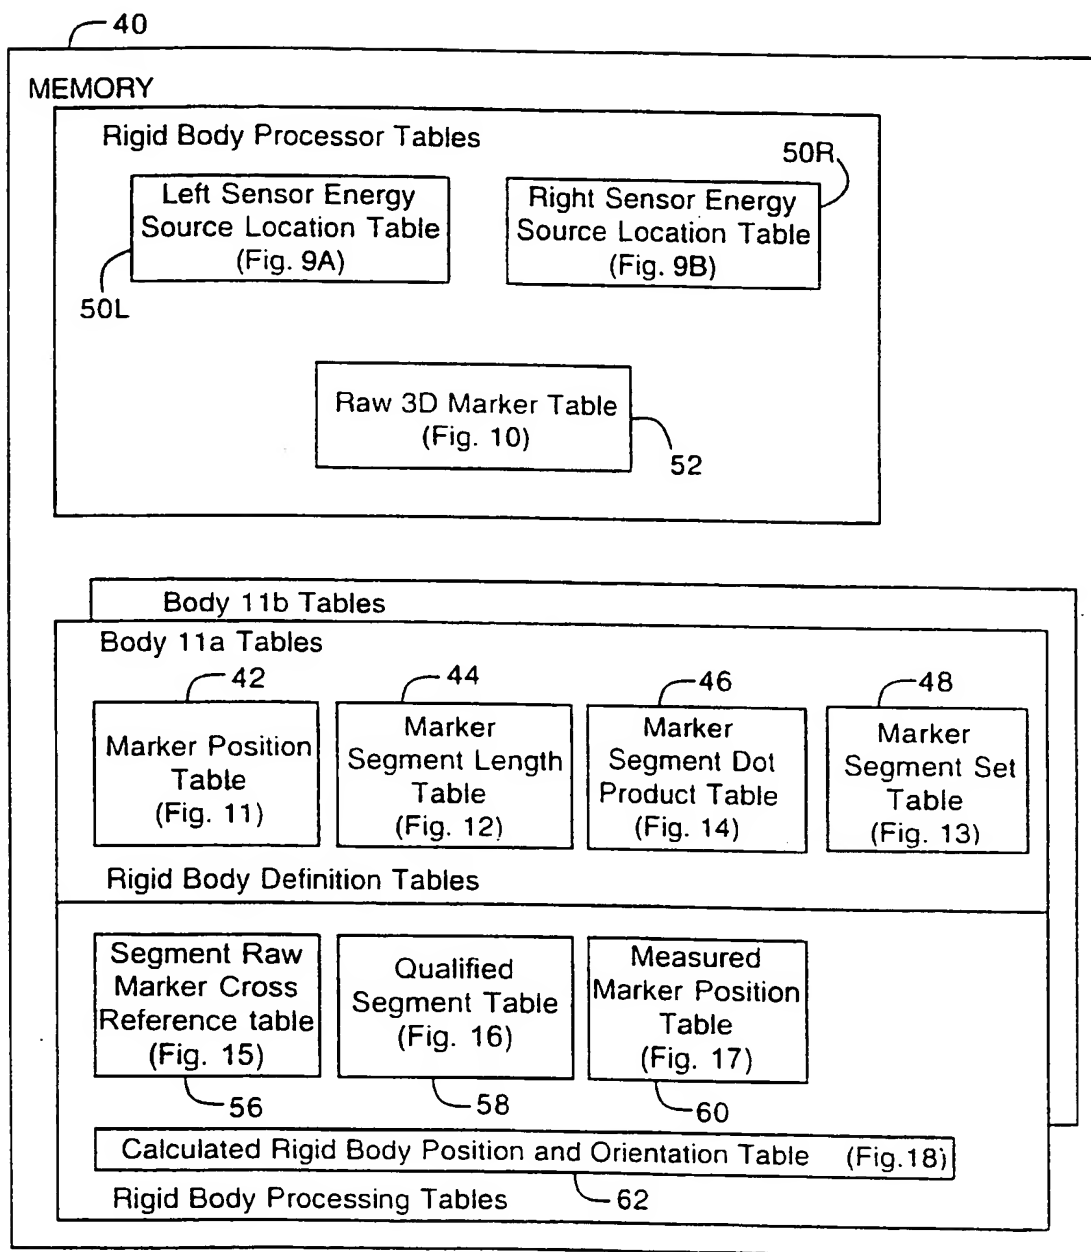 40
MEMORY
Rigid Body Processor Tables
50R
Left Sensor Energy
Source Location Table
(Fig. 9A)
Right Sensor Energy
Source Location Table
(Fig. 9B)
50L
Raw 3D Marker Table
(Fig. 10)
52
Body 11b Tables
Body 11a Tables
42
44
46
48
Marker Position
Table
(Fig. 11)
Marker
Segment Length
Table
(Fig. 12)
Marker
Segment Dot
Product Table
(Fig. 14)
Marker
Segment Set
Table
(Fig. 13)
Rigid Body Definition Tables
Segment Raw
Marker Cross
Reference table
(Fig. 15)
Qualified
Segment Table
(Fig. 16)
Measured
Marker Position
Table
(Fig. 17)
56
58
60
Calculated Rigid Body Position and Orientation Table (Fig.18)
Rigid Body Processing Tables
62